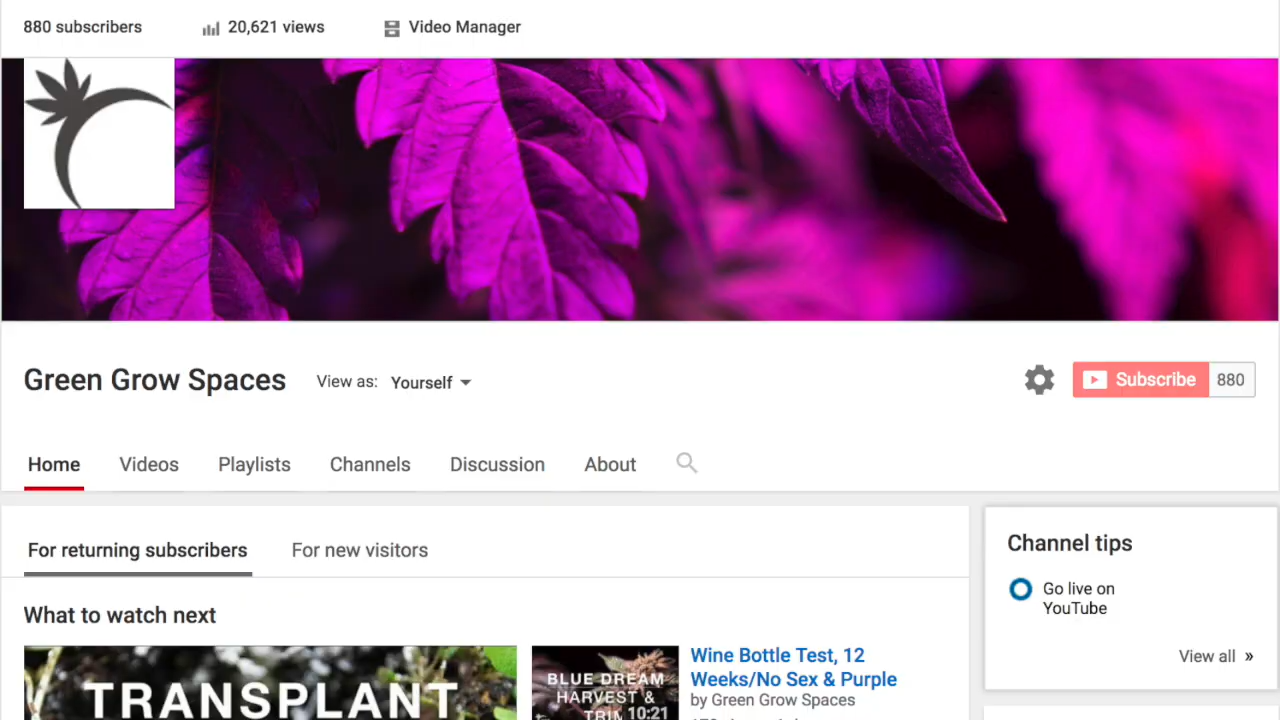 880 subscribers
20,621 views
Video Manager
Green Grow Spaces
View as: Yourself
Subscribe 880
Home Videos Playlists Channels Discussion About
For returning subscribers
For new visitors
Channel tips
Go live on
YouTube
View all »
What to watch next
TRANSPLANT
BLUE DREAM
HARVEST &
10:21
Wine Bottle Test, 12
Weeks/No Sex & Purple
by Green Grow Spaces